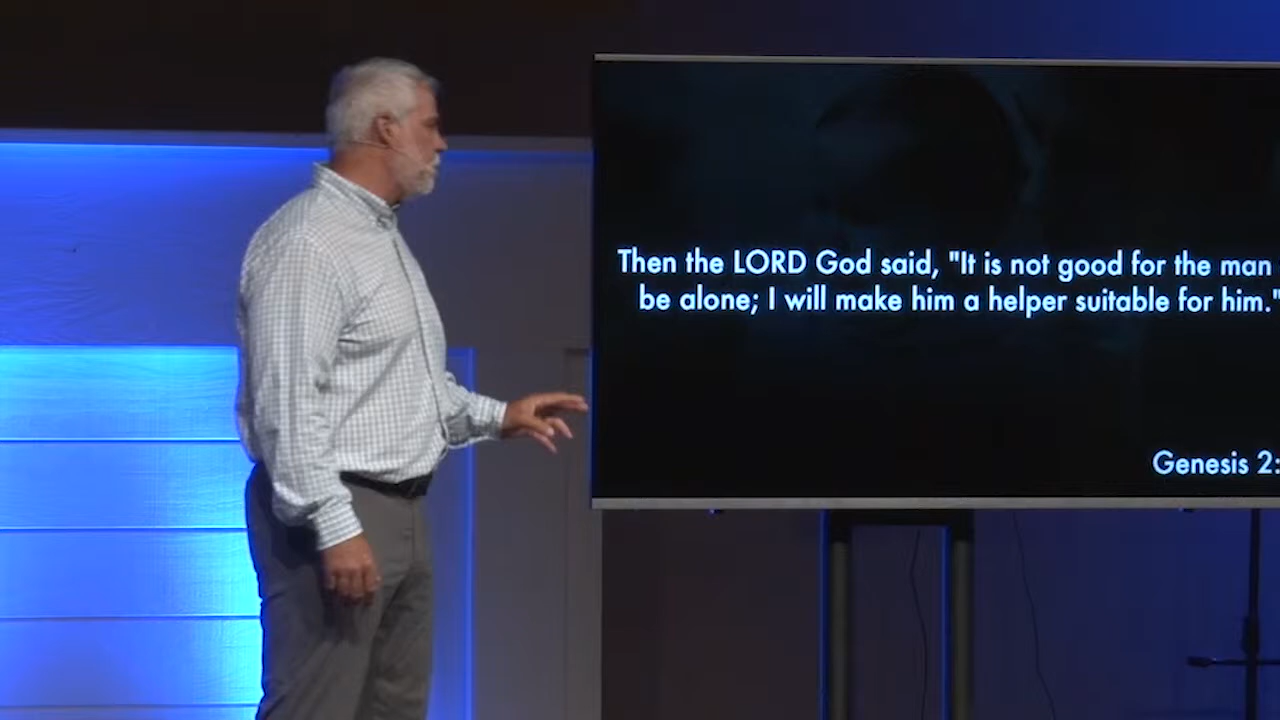 Then the LORD God said, "It is not good for the man
be alone; I will make him a helper suitable for him."
Genesis 2: